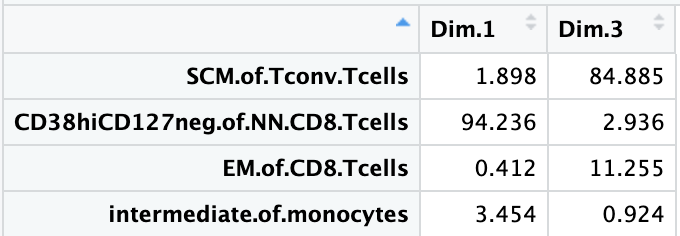 Dim.1 Dim.3
SCM.of.Tconv.Tcells 1.898 84.885
CD38hiCD127neg.of.NN.CD8.Tcells 94.236 2.936
EM.of.CD8.Tcells 0.412 11.255
intermediate.of.monocytes 3.454 0.924